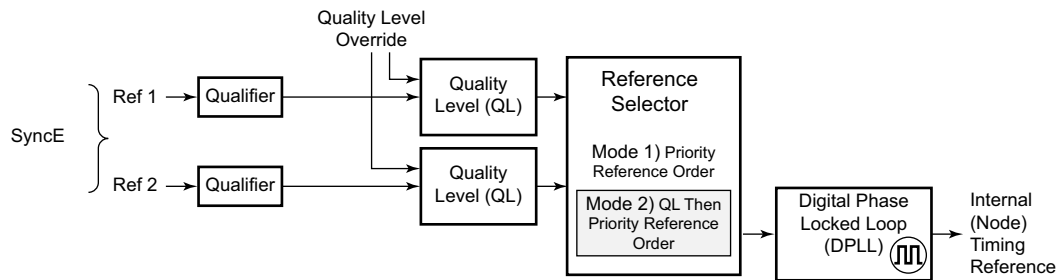 Quality Level
Override
SyncE
Ref 1
Qualifier
Quality
Level (QL)
Ref 2
Qualifier
Quality
Level (QL)
Reference
Selector
Mode 1) Priority
Reference Order
Mode 2) QL Then
Priority Reference
Order
Digital Phase
Locked Loop
(DPLL)
Internal
(Node)
Timing
Reference